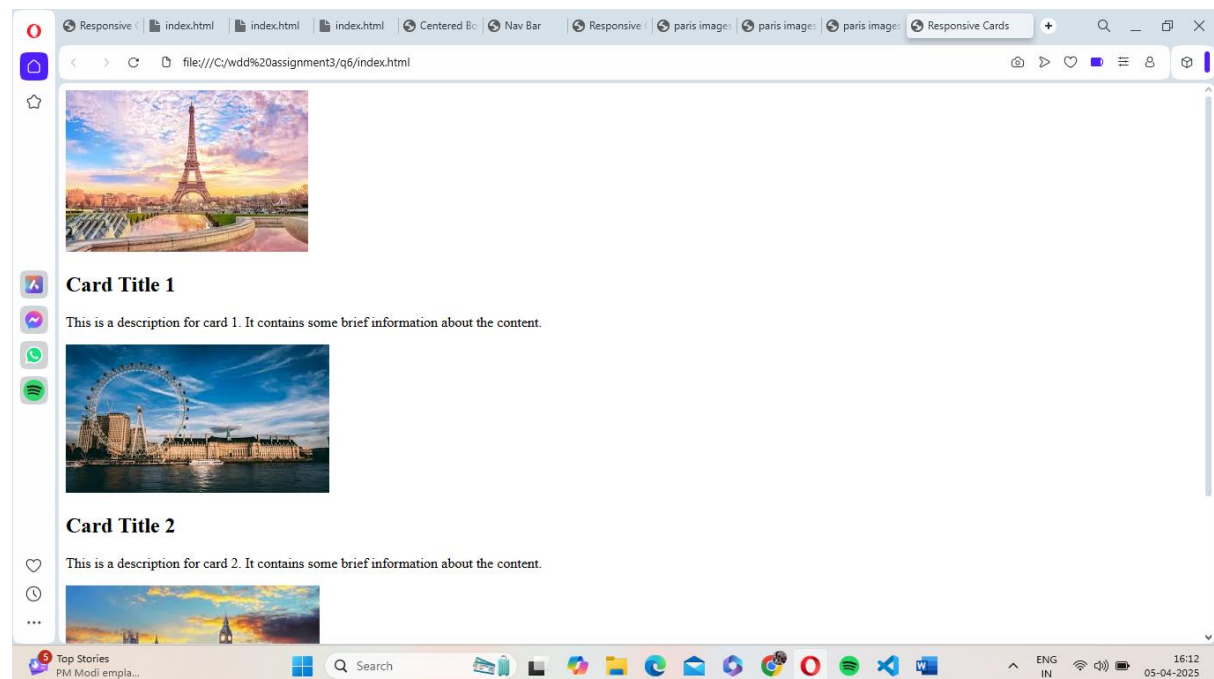 Responsive C
index.html
index.html
index.html
Centered Bo
Nav Bar
Responsive C
paris images
paris images
paris images
Responsive Cards
file:///C:/wdd%20assignment3/q6/index.html
Card Title 1
This is a description for card 1. It contains some brief information about the content.
Card Title 2
This is a description for card 2. It contains some brief information about the content.
5
Top Stories
PM Modi empla...
Search
ENG
IN
16:12
05-04-2025